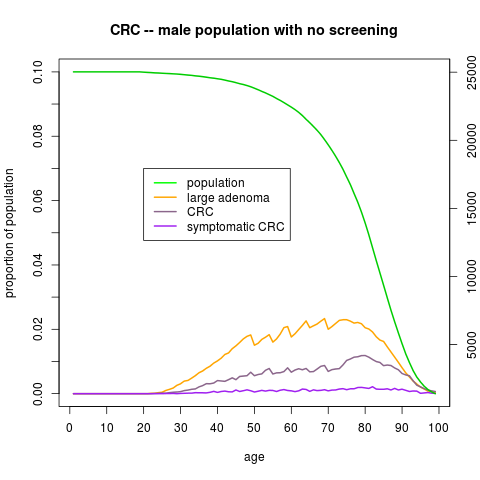 CRC -- male population with no screening
proportion of population
0.10
0.08
0.06
0.04
0.02
0.00
25000
20000
15000
10000
5000
population
large adenoma
CRC
symptomatic CRC
0 10 20 30 40 50 60 70 80 90 100
age